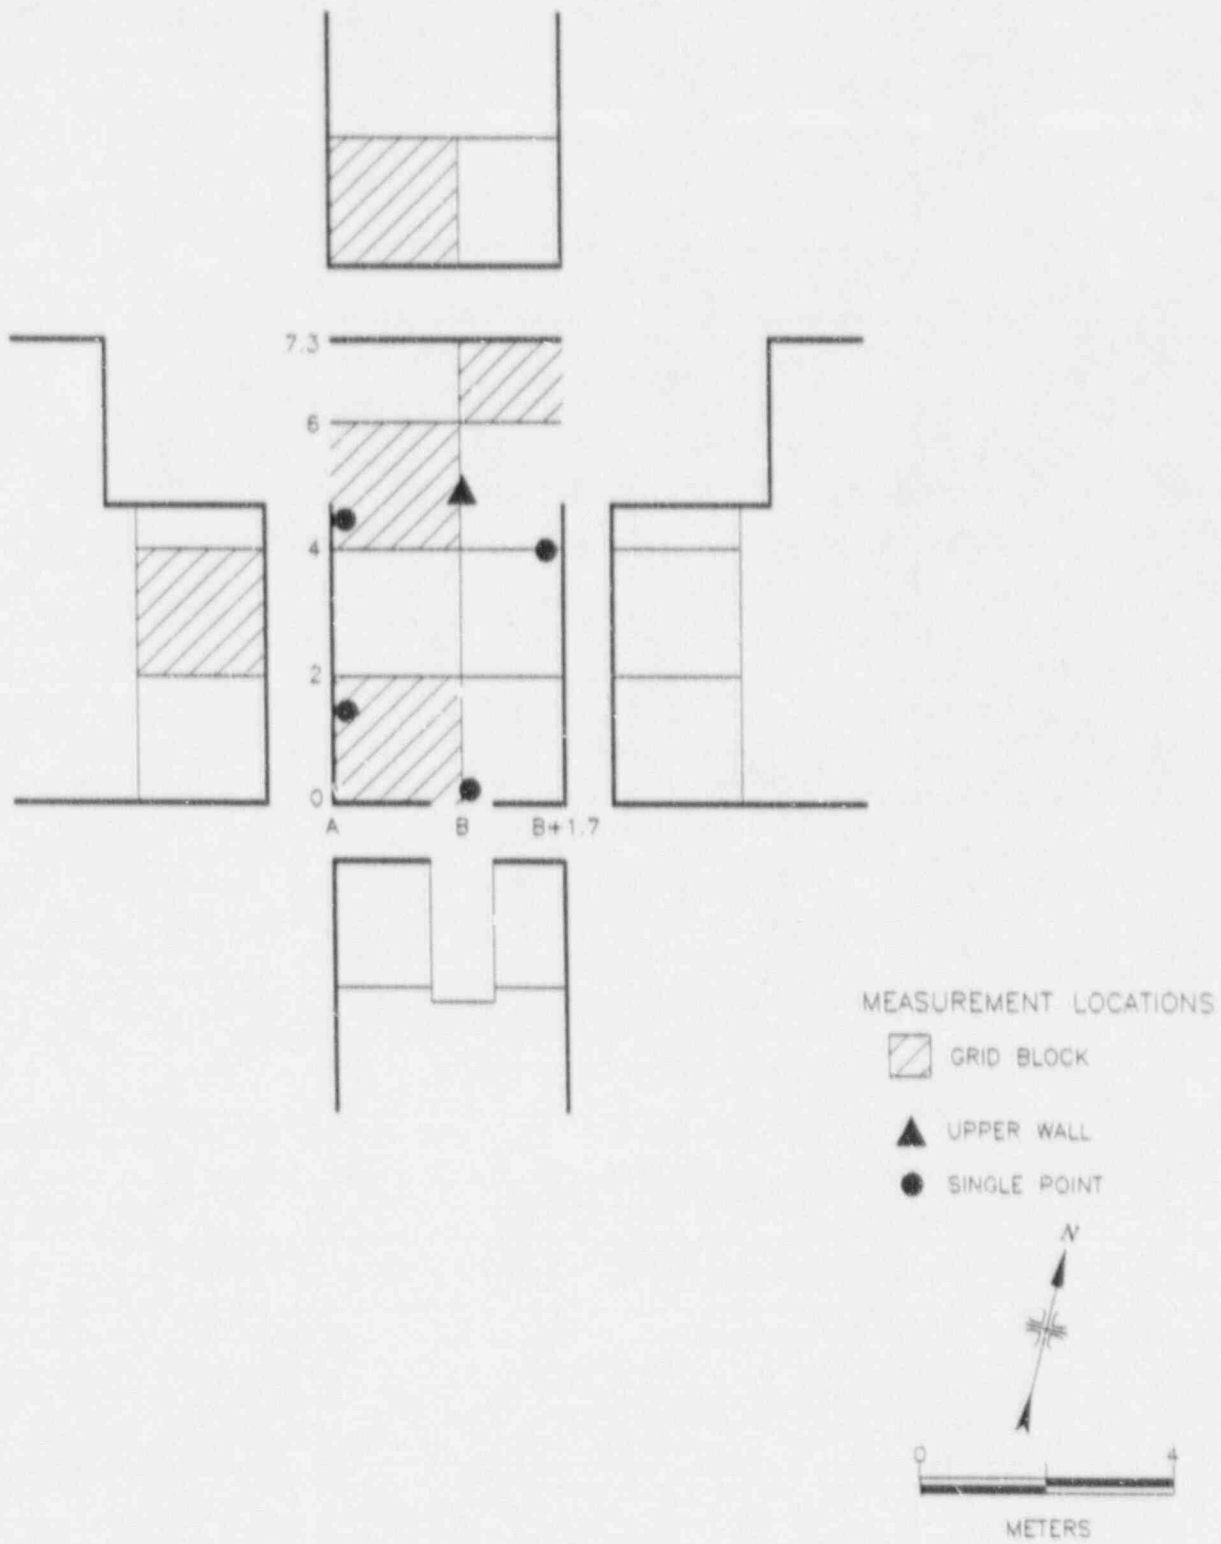 7.3
6
4
2
0
A B B+1.7
MEASUREMENT LOCATIONS
GRID BLOCK
UPPER WALL
SINGLE POINT
N
0 4
METERS